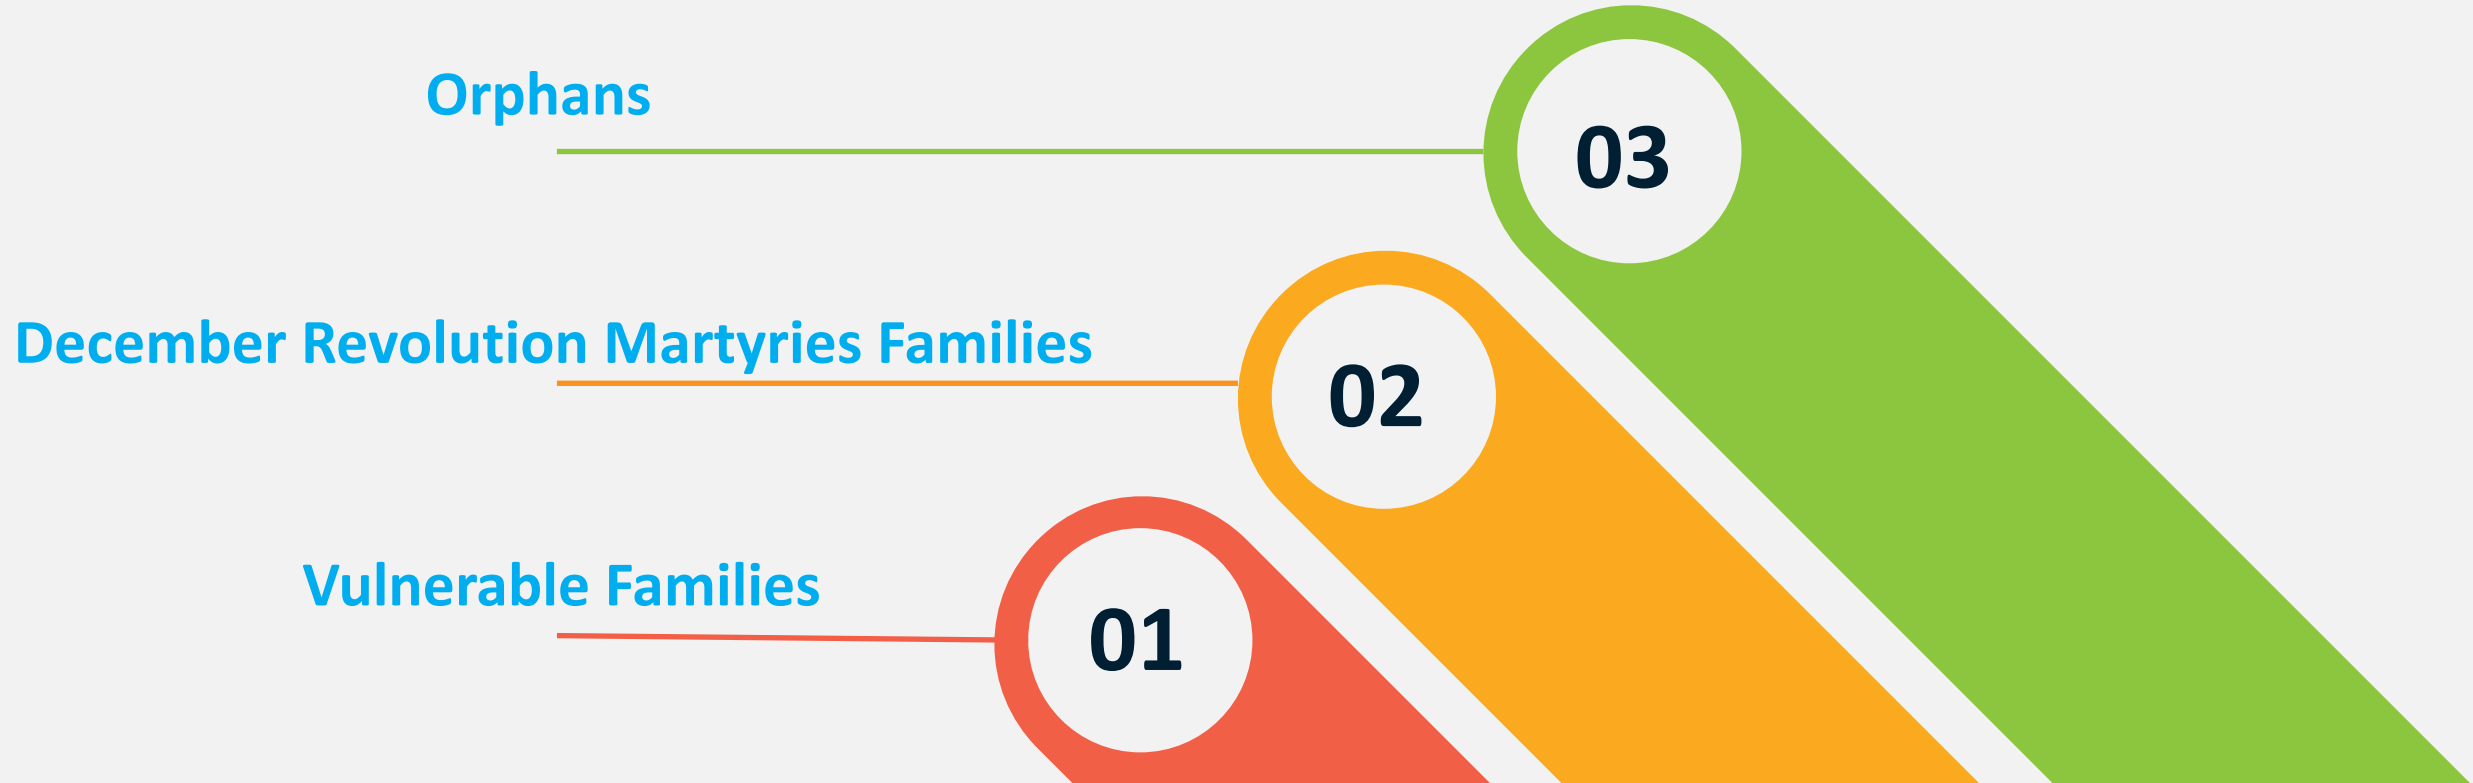 Orphans
03
December Revolution Martyries Families
02
Vulnerable Families
01